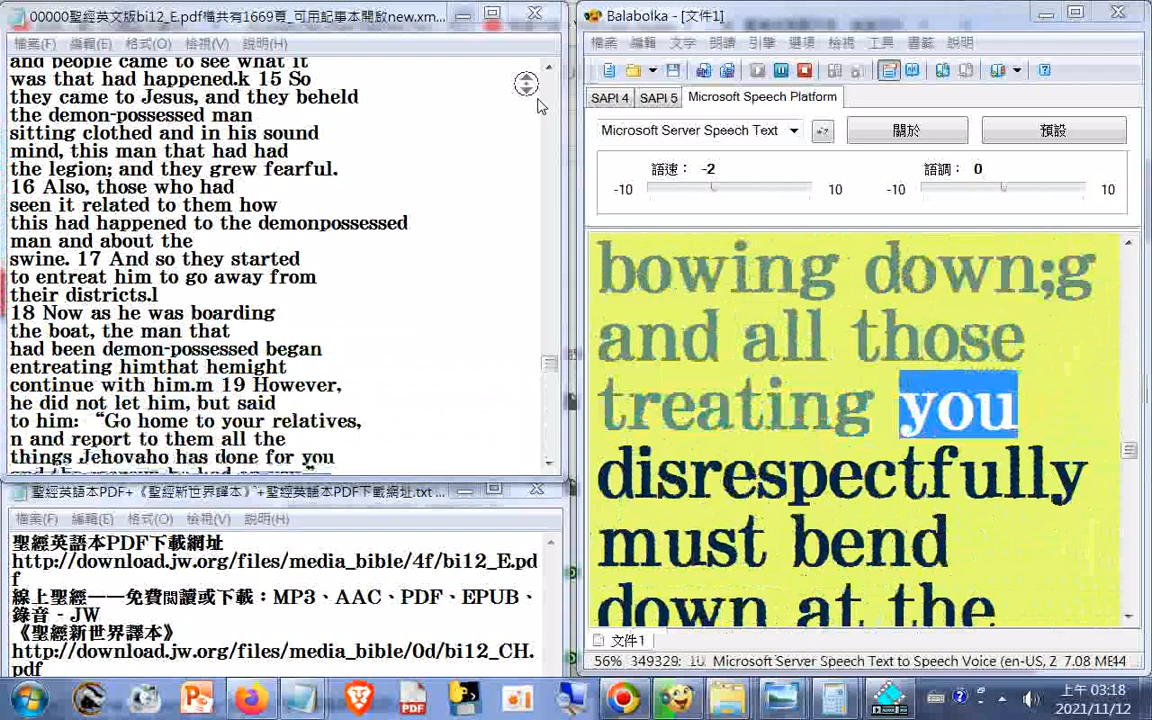 00000聖經英文版bi12_E.pdf檔共有1669頁_可用記事本開啟new.xm...
檔案(F) 編輯(E) 格式(O) 檢視(V) 說明(H)
and people came to see what it
was that had happened.k 15 So
they came to Jesus, and they beheld
the demon-possessed man
sitting clothed and in his sound
mind, this man that had had
the legion; and they grew fearful.
16 Also, those who had
seen it related to them how
this had happened to the demonpossessed
man and about the
swine. 17 And so they started
to entreat him to go away from
their districts.l
18 Now as he was boarding
the boat, the man that
had been demon-possessed began
entreating himthat hemight
continue with him.m 19 However,
he did not let him, but said
to him: “Go home to your relatives,
n and report to them all the
things Jehovaho has done for you
聖經英語本PDF+《聖經新世界譯本》+聖經英語本PDF下載網址.txt ...
檔案(F) 編輯(E) 格式(O) 檢視(V) 說明(H)
聖經英語本PDF下載網址
http://download.jw.org/files/media_bible/4f/bi12_E.pd
f
線上聖經——免費閱讀或下載：MP3、AAC、PDF、EPUB、
錄音 - JW
《聖經新世界譯本》
http://download.jw.org/files/media_bible/0d/bi12_CH.
pdf
Balabolka - [文件1]
檔案 編輯 文字 朗讀 引擎 選項 檢視 工具 書籤 說明
SAPI 4 SAPI 5 Microsoft Speech Platform
Microsoft Server Speech Text 關於 預設
語速： -2 語調： 0
-10 10 -10 10
bowing down;g
and all those
treating you
disrespectfully
must bend
down at the
文件1
56% 349329: 10 Microsoft Server Speech Text to Speech Voice (en-US, Z 7.08 ME44
PDF
上午 03:18
2021/11/12